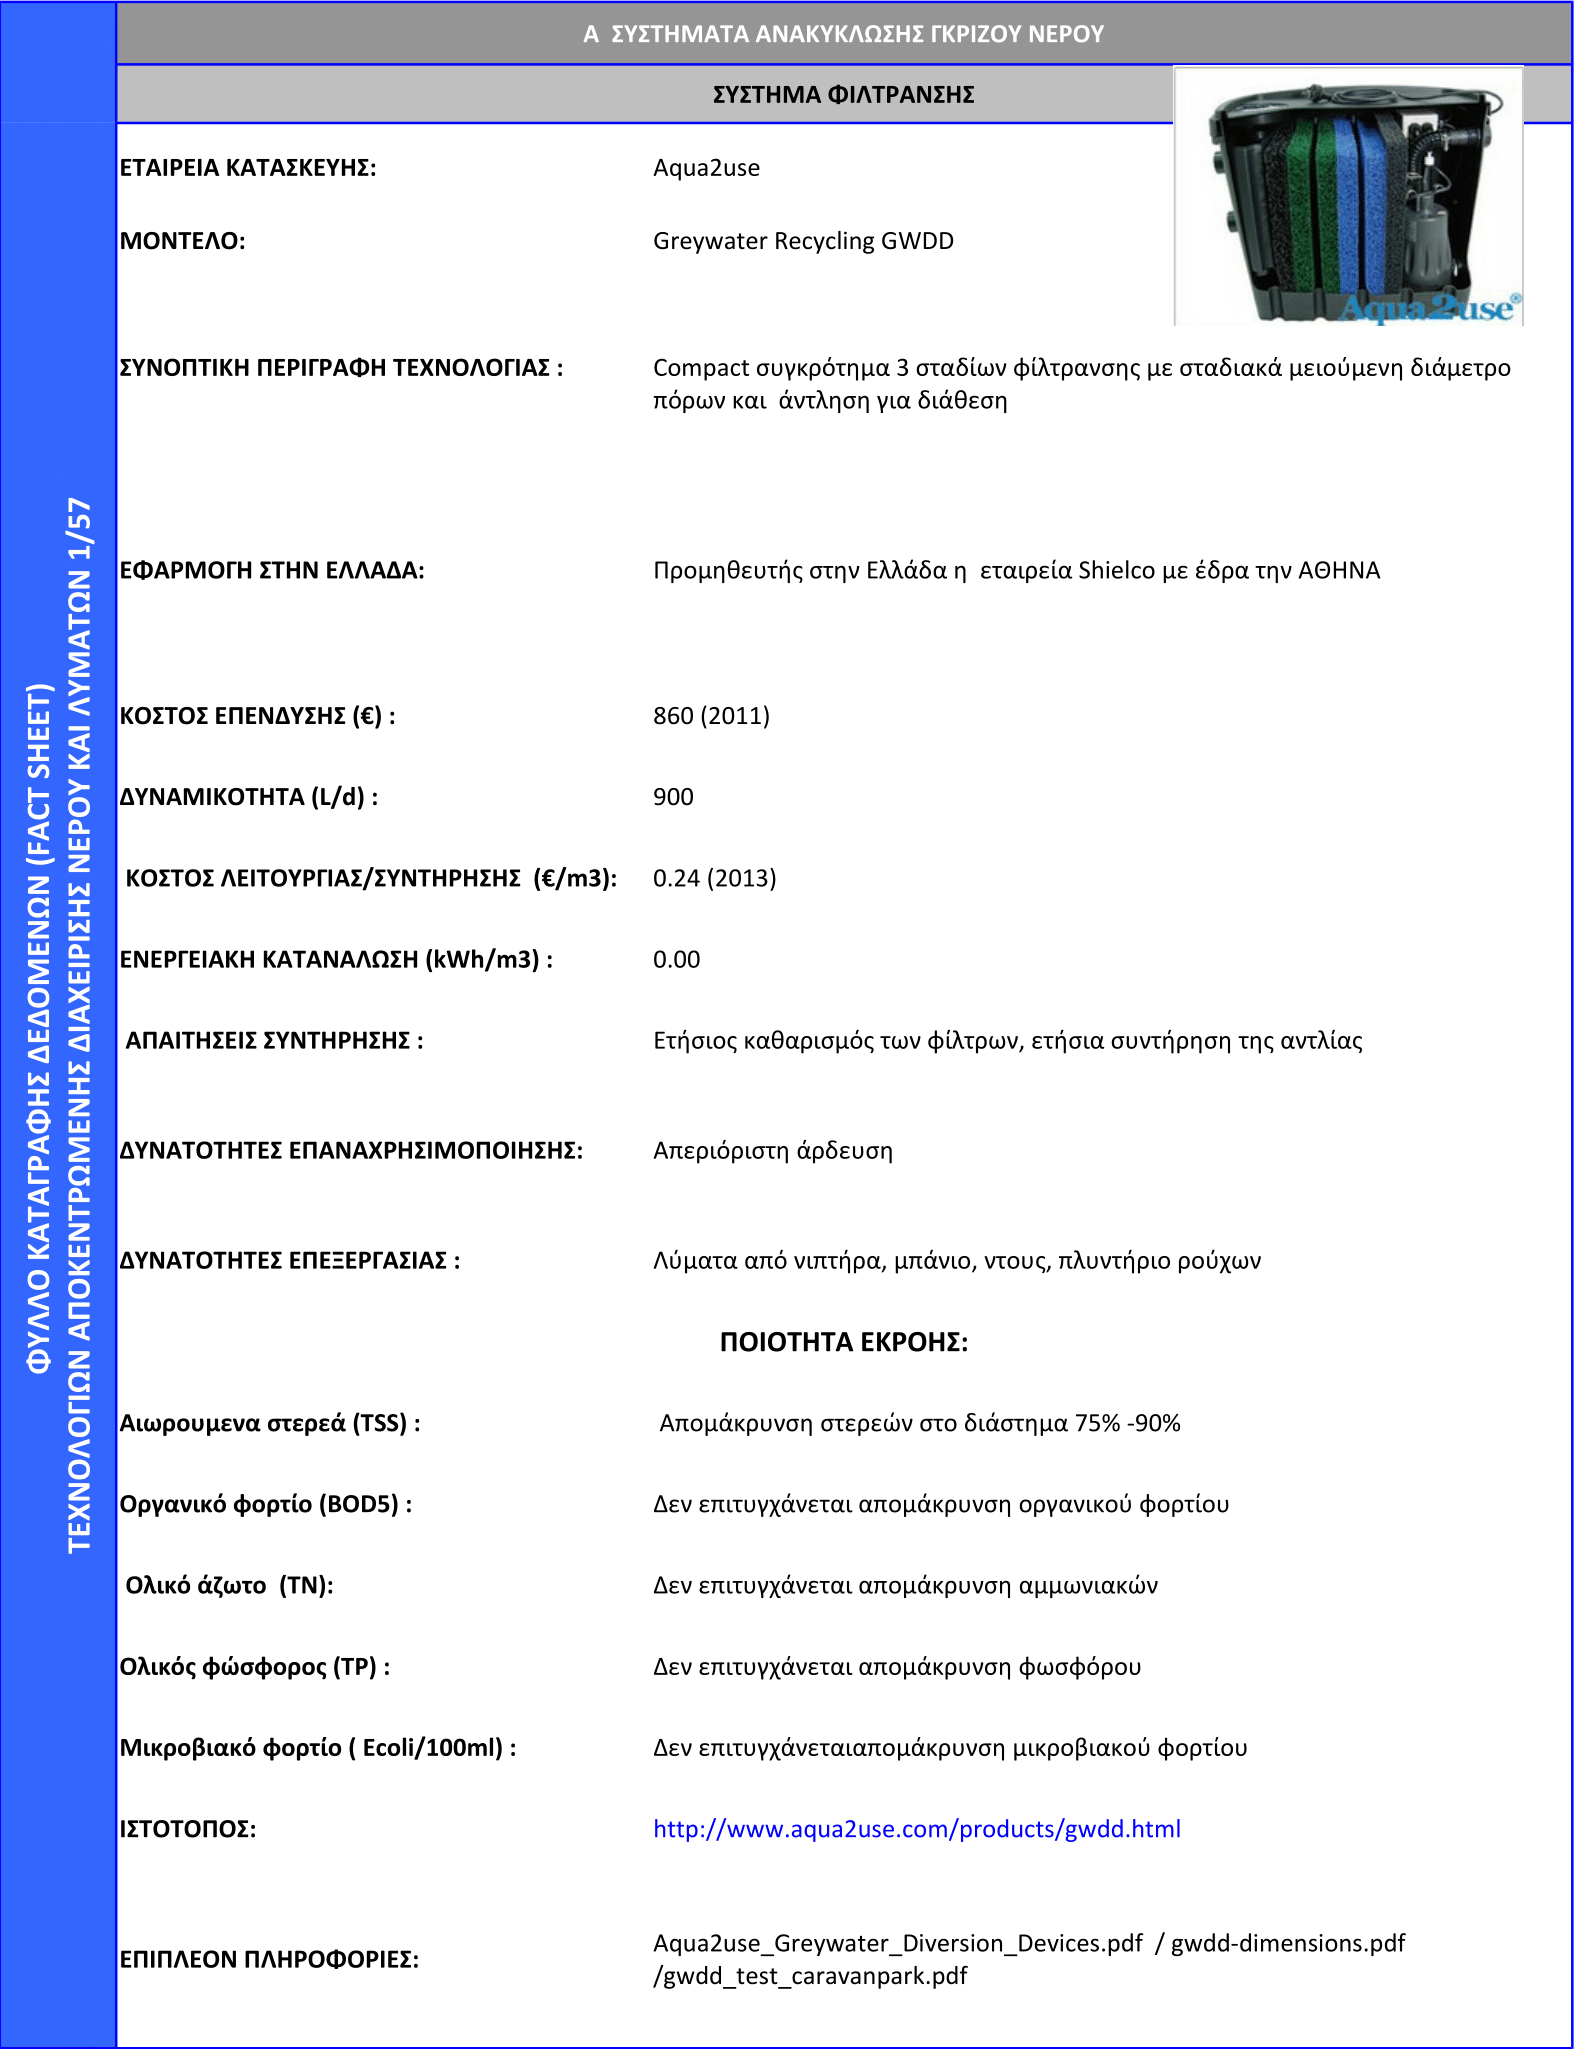 Α  ΣΥΣΤΗΜΑΤΑ ΑΝΑΚΥΚΛΩΣΗΣ ΓΚΡΙΖΟΥ ΝΕΡΟΥ
ΣΥΣΤΗΜΑ ΦΙΛΤΡΑΝΣΗΣ
ΕΤΑΙΡΕΙΑ ΚΑΤΑΣΚΕΥΗΣ: Aqua2use
ΜΟΝΤΕΛΟ: Greywater Recycling GWDD
Aqua2use®
ΣΥΝΟΠΤΙΚΗ ΠΕΡΙΓΡΑΦΗ ΤΕΧΝΟΛΟΓΙΑΣ : Compact συγκρότημα 3 σταδίων φίλτρανσης με σταδιακά μειούμενη διάμετρο
πόρων και  άντληση για διάθεση
ΕΦΑΡΜΟΓΗ ΣΤΗΝ ΕΛΛΑΔΑ: Προμηθευτής στην Ελλάδα η  εταιρεία Shielco με έδρα την ΑΘΗΝΑ
ΚΟΣΤΟΣ ΕΠΕΝΔΥΣΗΣ (€) : 860 (2011)
ΔΥΝΑΜΙΚΟΤΗΤΑ (L/d) : 900
ΚΟΣΤΟΣ ΛΕΙΤΟΥΡΓΙΑΣ/ΣΥΝΤΗΡΗΣΗΣ  (€/m3): 0.24 (2013)
ΕΝΕΡΓΕΙΑΚΗ ΚΑΤΑΝΑΛΩΣΗ (kWh/m3) : 0.00
ΑΠΑΙΤΗΣΕΙΣ ΣΥΝΤΗΡΗΣΗΣ : Ετήσιος καθαρισμός των φίλτρων, ετήσια συντήρηση της αντλίας
ΔΥΝΑΤΟΤΗΤΕΣ ΕΠΑΝΑΧΡΗΣΙΜΟΠΟΙΗΣΗΣ: Απεριόριστη άρδευση
ΔΥΝΑΤΟΤΗΤΕΣ ΕΠΕΞΕΡΓΑΣΙΑΣ : Λύματα από νιπτήρα, μπάνιο, ντους, πλυντήριο ρούχων
ΠΟΙΟΤΗΤΑ ΕΚΡΟΗΣ:
Αιωρουμενα στερεά (TSS) : Απομάκρυνση στερεών στο διάστημα 75% -90%
Οργανικό φορτίο (BOD5) : Δεν επιτυγχάνεται απομάκρυνση οργανικού φορτίου
Ολικό άζωτο  (TN): Δεν επιτυγχάνεται απομάκρυνση αμμωνιακών
Ολικός φώσφορος (TP) : Δεν επιτυγχάνεται απομάκρυνση φωσφόρου
Μικροβιακό φορτίο ( Ecoli/100ml) : Δεν επιτυγχάνεταιαπομάκρυνση μικροβιακού φορτίου
ΙΣΤΟΤΟΠΟΣ: http://www.aqua2use.com/products/gwdd.html
ΕΠΙΠΛΕΟΝ ΠΛΗΡΟΦΟΡΙΕΣ: Aqua2use_Greywater_Diversion_Devices.pdf  / gwdd-dimensions.pdf
/gwdd_test_caravanpark.pdf
ΦΥΛΛΟ ΚΑΤΑΓΡΑΦΗΣ ΔΕΔΟΜΕΝΩΝ (FACT SHEET)
ΤΕΧΝΟΛΟΓΙΩΝ ΑΠΟΚΕΝΤΡΩΜΕΝΗΣ ΔΙΑΧΕΙΡΙΣΗΣ ΝΕΡΟΥ ΚΑΙ ΛΥΜΑΤΩΝ 1/57